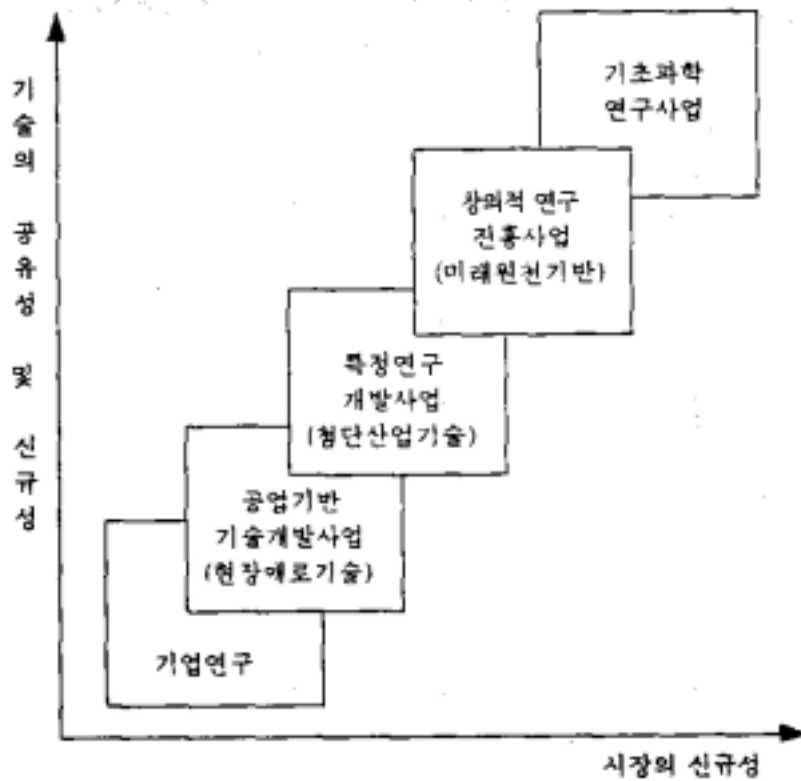 기초과학
연구사업
창의적 연구
진흥사업
(미래원천기반)
특정연구
개발사업
(첨단산업기술)
공업기반
기술개발사업
(현장애로기술)
기업연구
기술의 공유성 및 신규성
시장의 신규성